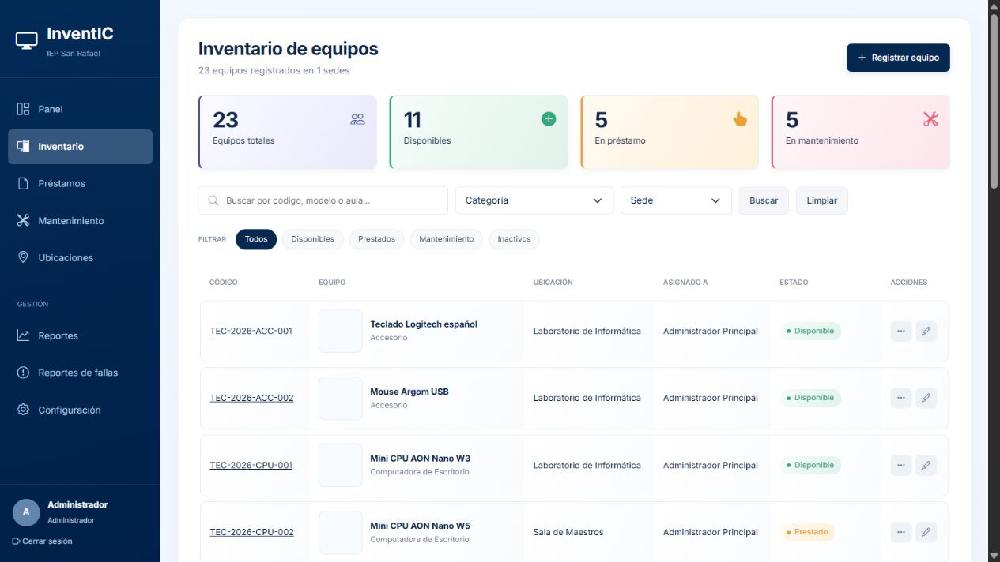 InventIC
IEP San Rafael
Panel
Inventario
Préstamos
Mantenimiento
Ubicaciones
GESTIÓN
Reportes
Reportes de fallas
Configuración
A
Administrador
Administrador
Cerrar sesión
Inventario de equipos
23 equipos registrados en 1 sedes
+ Registrar equipo
23
Equipos totales
11
Disponibles
5
En préstamo
5
En mantenimiento
Buscar por código, modelo o aula...
Categoría
Sede
Buscar
Limpiar
FILTRAR Todos Disponibles Prestados Mantenimiento Inactivos
CÓDIGO EQUIPO UBICACIÓN ASIGNADO A ESTADO ACCIONES
TEC-2026-ACC-001
Teclado Logitech español
Accesorio
Laboratorio de Informática
Administrador Principal
Disponible
TEC-2026-ACC-002
Mouse Argom USB
Accesorio
Laboratorio de Informática
Administrador Principal
Disponible
TEC-2026-CPU-001
Mini CPU AON Nano W3
Computadora de Escritorio
Laboratorio de Informática
Administrador Principal
Disponible
TEC-2026-CPU-002
Mini CPU AON Nano W5
Computadora de Escritorio
Sala de Maestros
Administrador Principal
Prestado